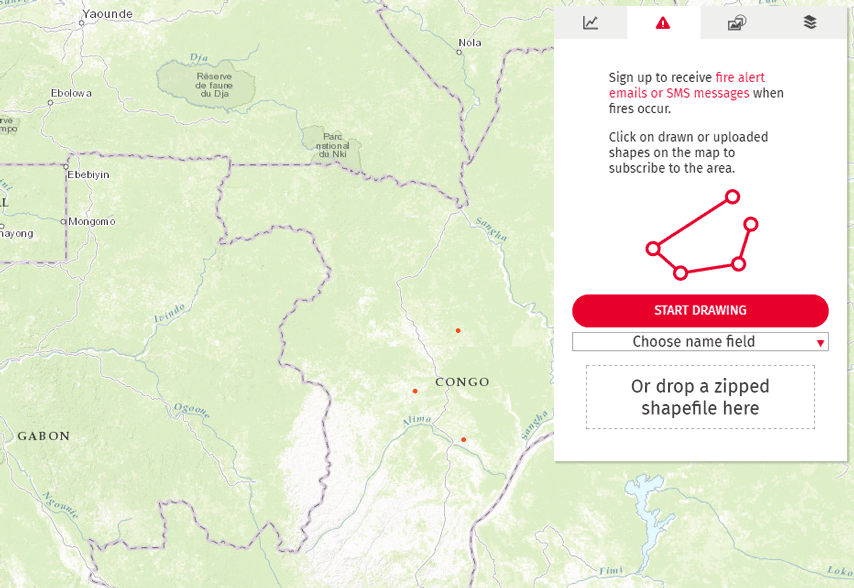 Yaounde
Nola
Dja
Réserve
de faune
du Dja
Ebolowa
Parc
national
du Nki
Ebebiyin
Mongomo
Sangha
Ivindo
CONGO
Ogooue
Alima
Sangha
GABON
Ngounie
Fimi
Sign up to receive fire alert
emails or SMS messages when
fires occur.
Click on drawn or uploaded
shapes on the map to
subscribe to the area.
START DRAWING
Choose name field
Or drop a zipped
shapefile here